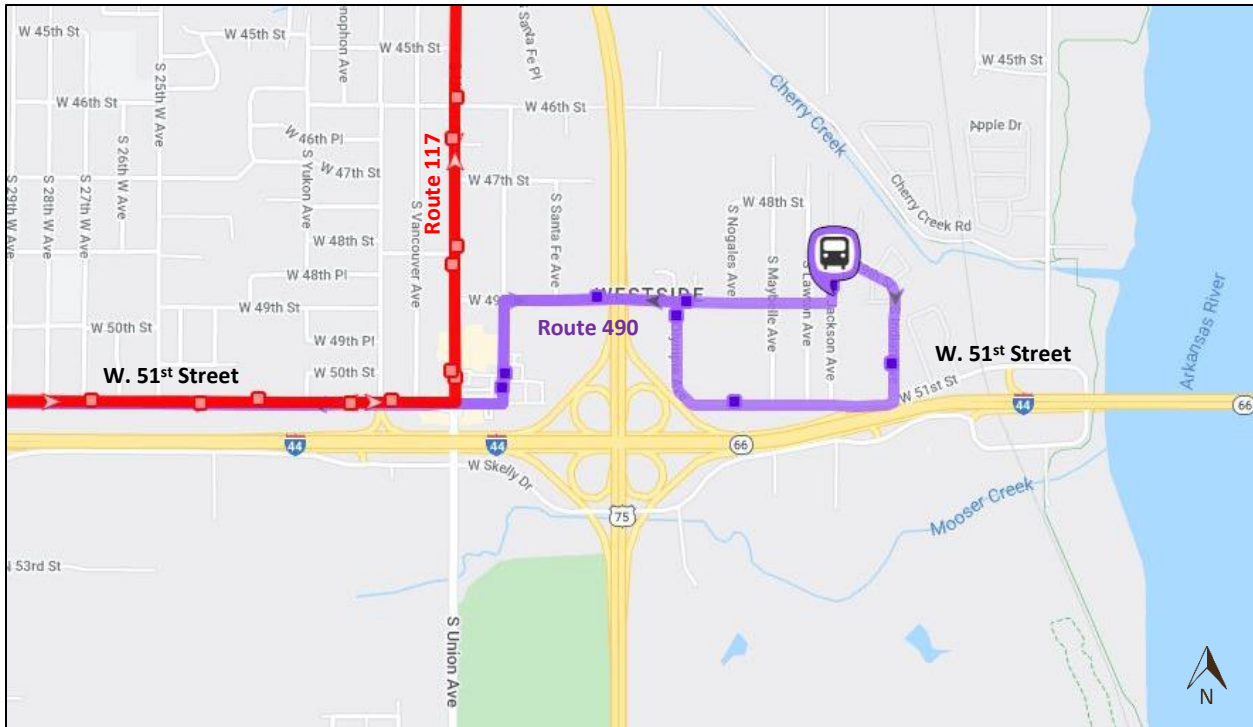 W 45th St
W 45th St
nophon Ave
W 45th St
S Santa Fe Pl
W 45th St
S 25th W Ave
W 46th St
W 46th St
Cherry Creek
Apple Dr
S 26th W Ave
W 46th Pl
Route 117
W 47th St
W 47th St
S 29th W Ave
S 28th W Ave
S 27th W Ave
S Yukon Ave
S Vancouver Ave
S Santa Fe Ave
S Nogales Ave
W 48th St
Cherry Creek Rd
W 48th St
S Maybelle Ave
S Lawton Ave
Jackson Ave
W 48th Pl
WESTSIDE
W 49th St
Arkansas River
W 50th St
Route 490
W 49th Pl
W. 51st Street
W 50th St
W. 51st Street
W 51st St
44
66
44
44
66
W Skelly Dr
75
Mooser Creek
53rd St
S Union Ave
N